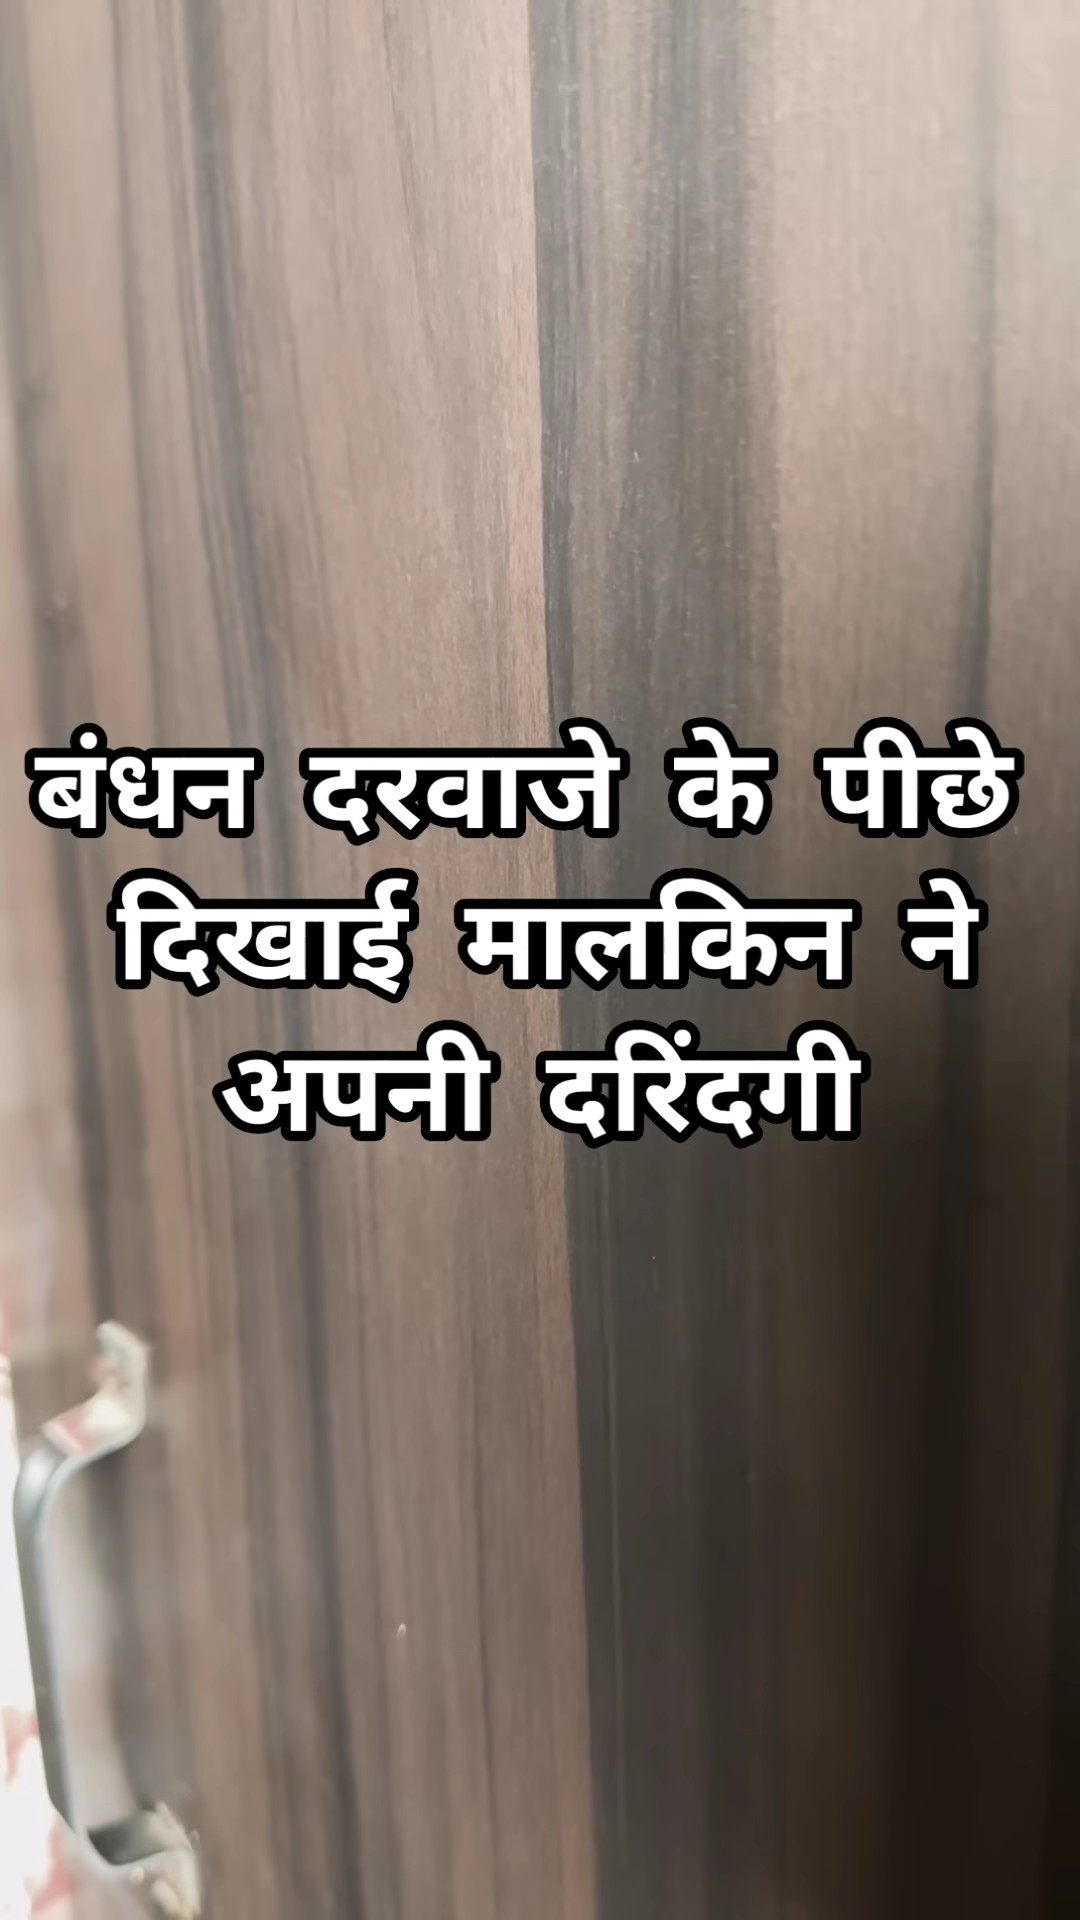 बंधन दरवाजे के पीछे
दिखाई मालकिन ने
अपनी दरिंदगी